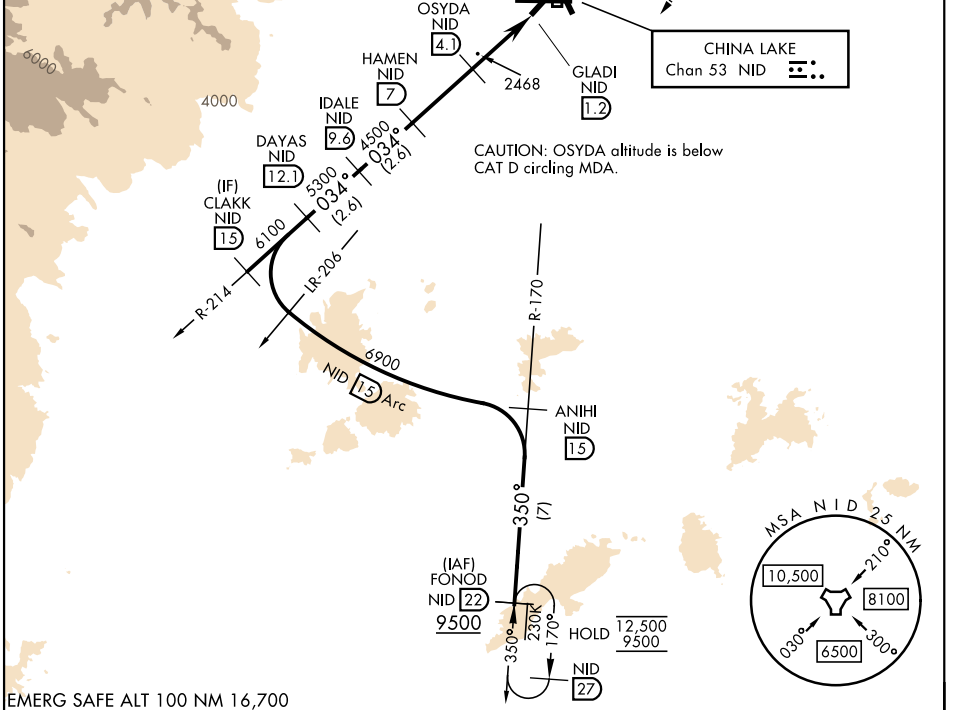 OSYDA
NID
4.1
CHINA LAKE
Chan 53 NID
6000
HAMEN
NID
7
2468
GLADI
NID
1.2
4000
IDALE
NID
9.6
4500
034°
(2.6)
CAUTION: OSYDA altitude is below
CAT D circling MDA.
DAYAS
NID
12.1
5300
034°
(2.6)
(IF)
CLAKK
NID
15
6100
R-214
LR-206
R-170
6900
NID 15 Arc
ANIHI
NID
15
350°
(7)
MSA NID 25 NM
210°
10,500
8100
030°
6500
300°
(IAF)
FONOD
NID 22
9500
350°
230K
170°
HOLD
12,500
9500
NID
27
EMERG SAFE ALT 100 NM 16,700